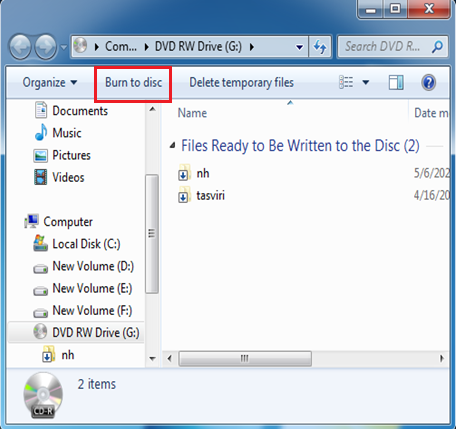 Com... DVD RW Drive (G:) Search DVD R...
Organize Burn to disc Delete temporary files
Documents
Music
Pictures
Videos
Computer
Local Disk (C:)
New Volume (D:)
New Volume (E:)
New Volume (F:)
DVD RW Drive (G:)
nh
Name Date m
Files Ready to Be Written to the Disc (2)
nh 5/6/202
tasviri 4/16/20
2 items
CD-R